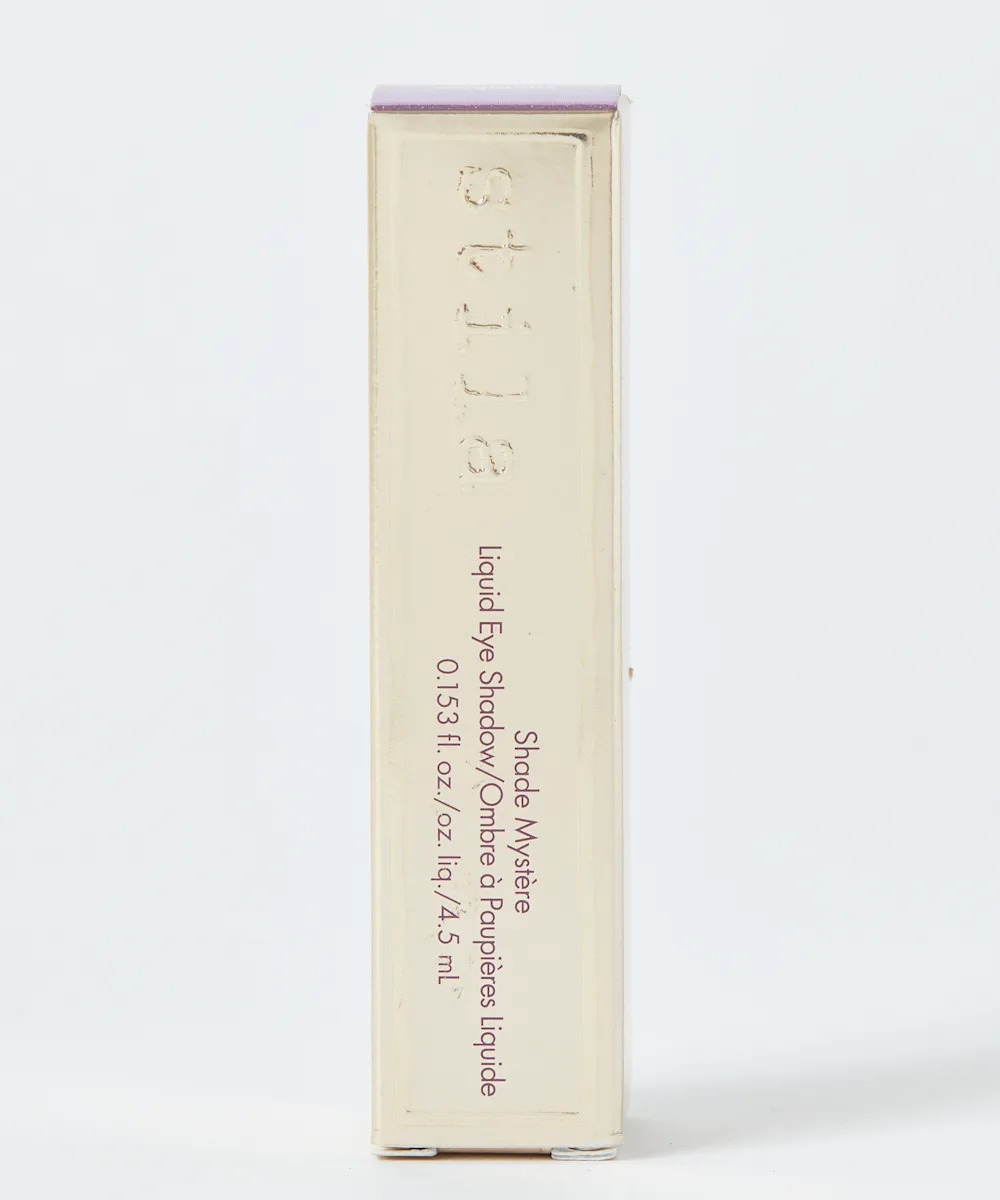 stila
Shade Mystère
Liquid Eye Shadow/Ombre à Paupières Liquide
0.153 fl. oz./oz. liq./4.5 mL